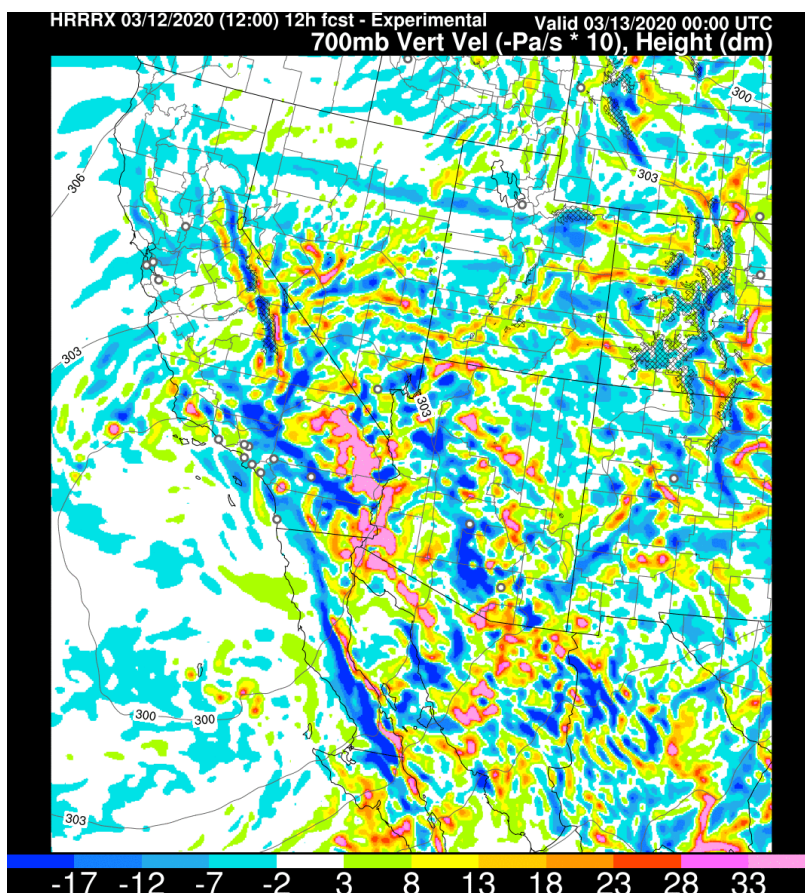 HRRRX 03/12/2020 (12:00) 12h fcst - Experimental Valid 03/13/2020 00:00 UTC
700mb Vert Vel (-Pa/s * 10), Height (dm)
300
303
306
303
303
300
300
303
-17 -12 -7 -2 3 8 13 18 23 28 33